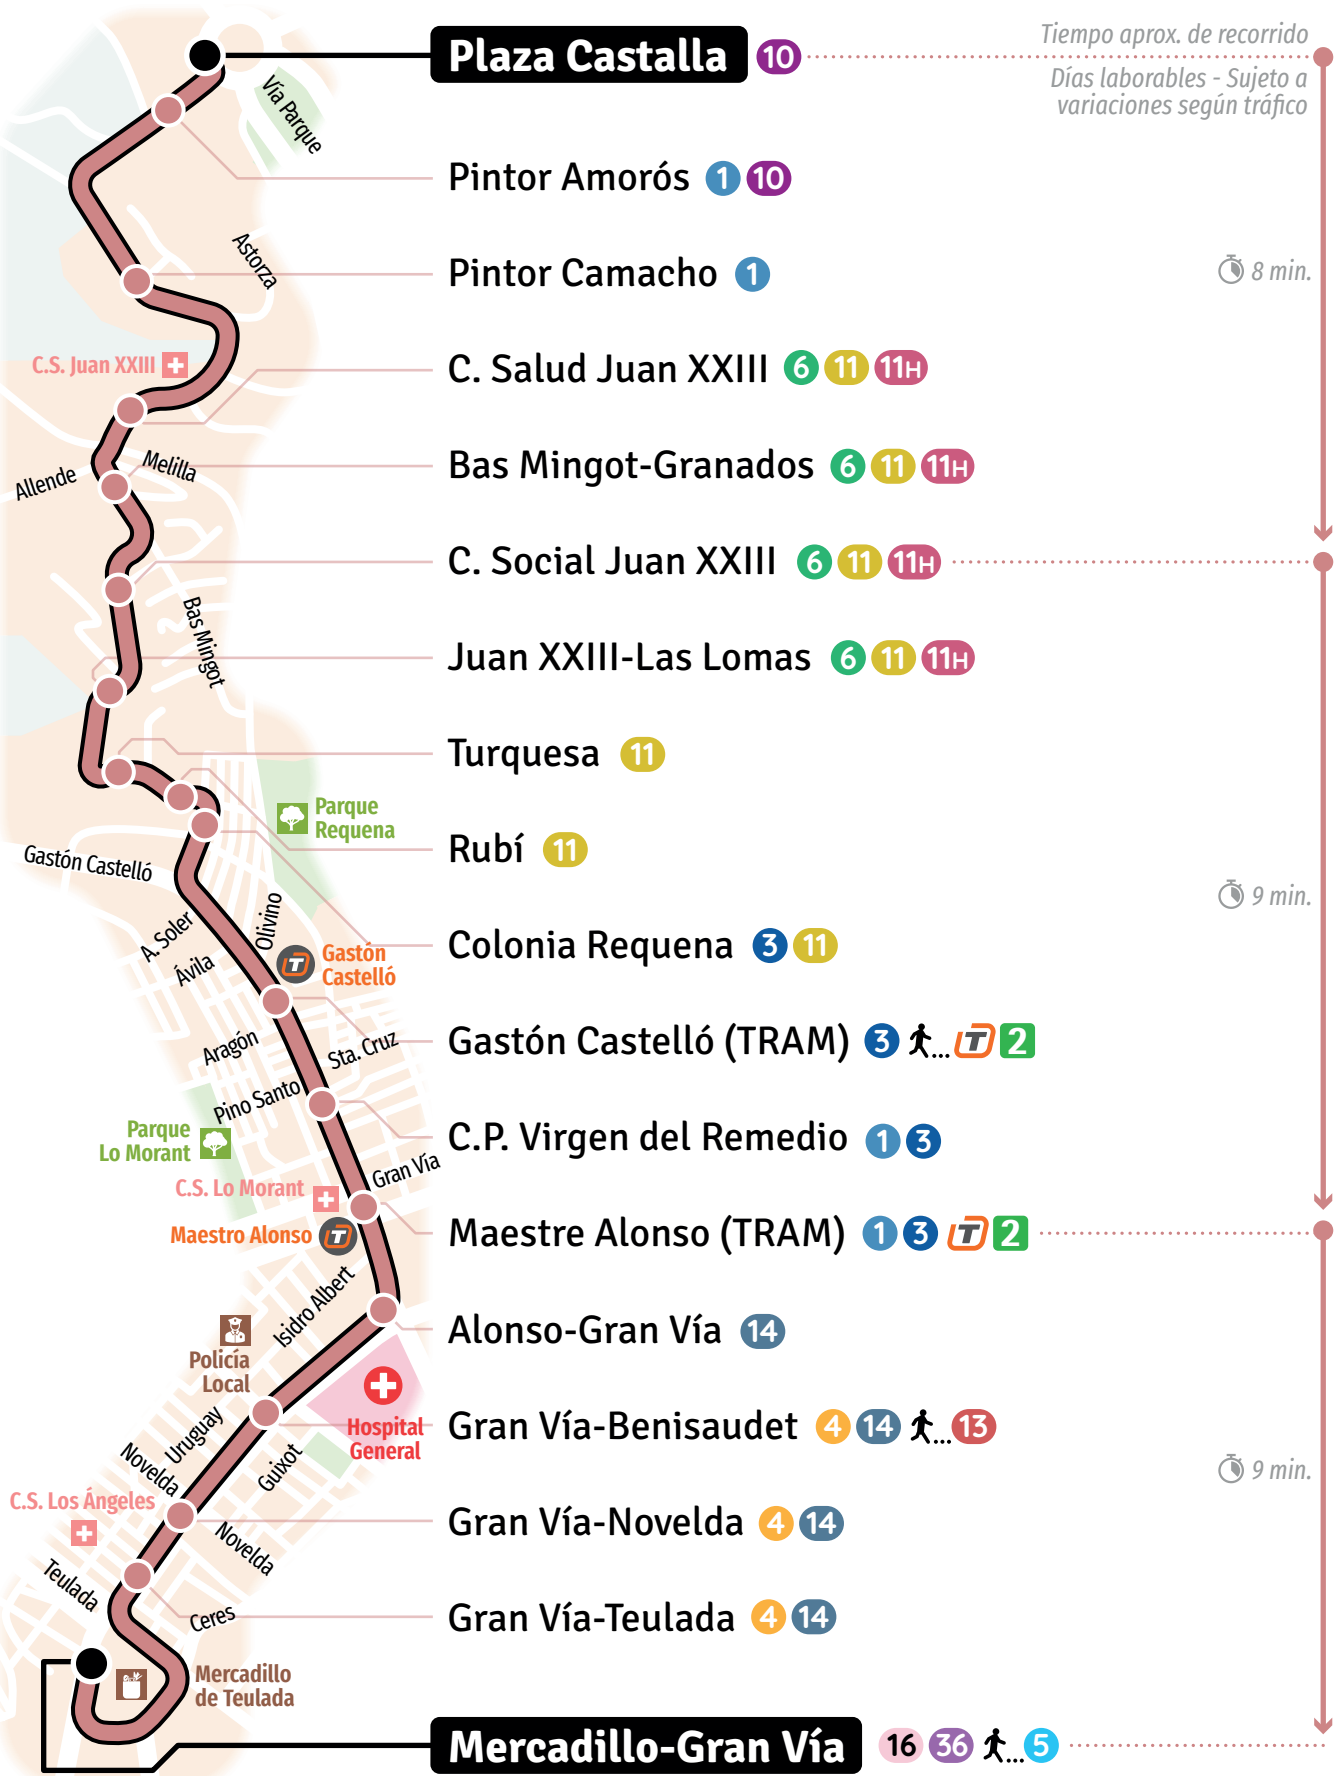 Plaza Castalla 10
Tiempo aprox. de recorrido
Días laborables - Sujeto a
variaciones según tráfico
Vía Parque
Pintor Amorós 1 10
Astorza
Pintor Camacho 1
8 min.
C.S. Juan XXIII
C. Salud Juan XXIII 6 11 11H
Melilla
Allende
Bas Mingot-Granados 6 11 11H
C. Social Juan XXIII 6 11 11H
Bas Mingot
Juan XXIII-Las Lomas 6 11 11H
Turquesa 11
Parque
Requena
Rubí 11
Gastón Castelló
9 min.
Olivino
A. Soler
Ávila
Gastón
Castelló
Colonia Requena 3 11
Aragón
Sta. Cruz
Gastón Castelló (TRAM) 3 ... T 2
Pino Santo
Parque
Lo Morant
C.P. Virgen del Remedio 1 3
Gran Vía
C.S. Lo Morant
Maestro Alonso T
Maestre Alonso (TRAM) 1 3 T 2
Isidro Albert
Alonso-Gran Vía 14
Policía
Local
Hospital
General
Gran Vía-Benisaudet 4 14 ... 13
Uruguay
Novelda
Guixot
9 min.
C.S. Los Ángeles
Gran Vía-Novelda 4 14
Novelda
Teulada
Ceres
Gran Vía-Teulada 4 14
Mercadillo
de Teulada
Mercadillo-Gran Vía 16 36 ... 5